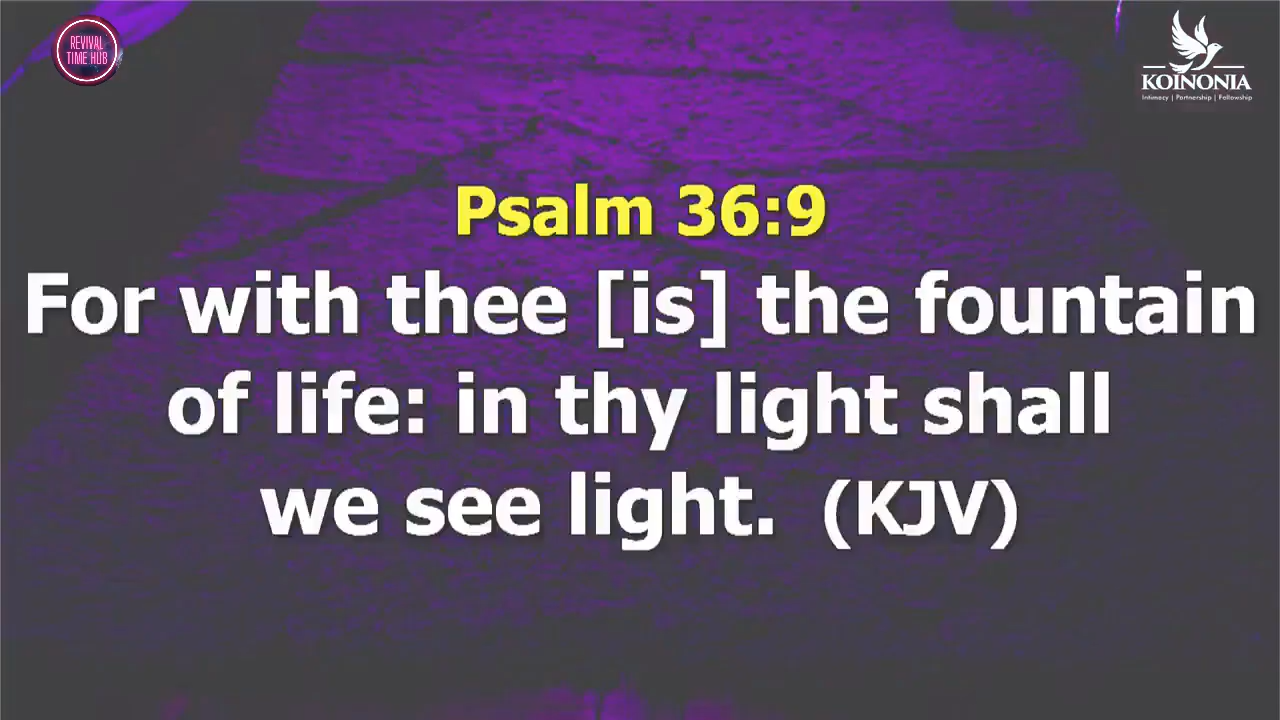 REVIVAL
TIME HUB
KOINONIA
Intimacy | Partnership | Fellowship
Psalm 36:9
For with thee [is] the fountain
of life: in thy light shall
we see light. (KJV)